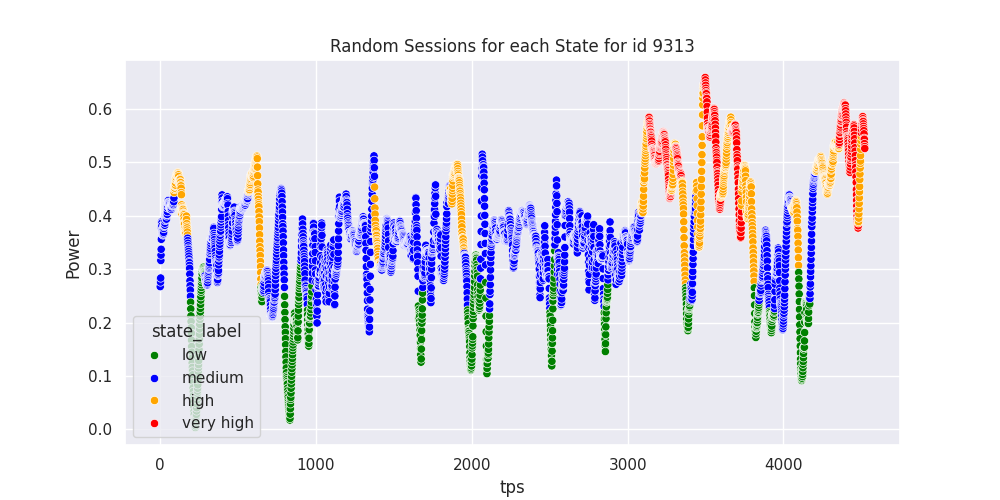 Random Sessions for each State for id 9313
Power
0.6
0.5
0.4
0.3
0.2
0.1
0.0
state_label
low
medium
high
very high
0
1000
2000
3000
4000
tps